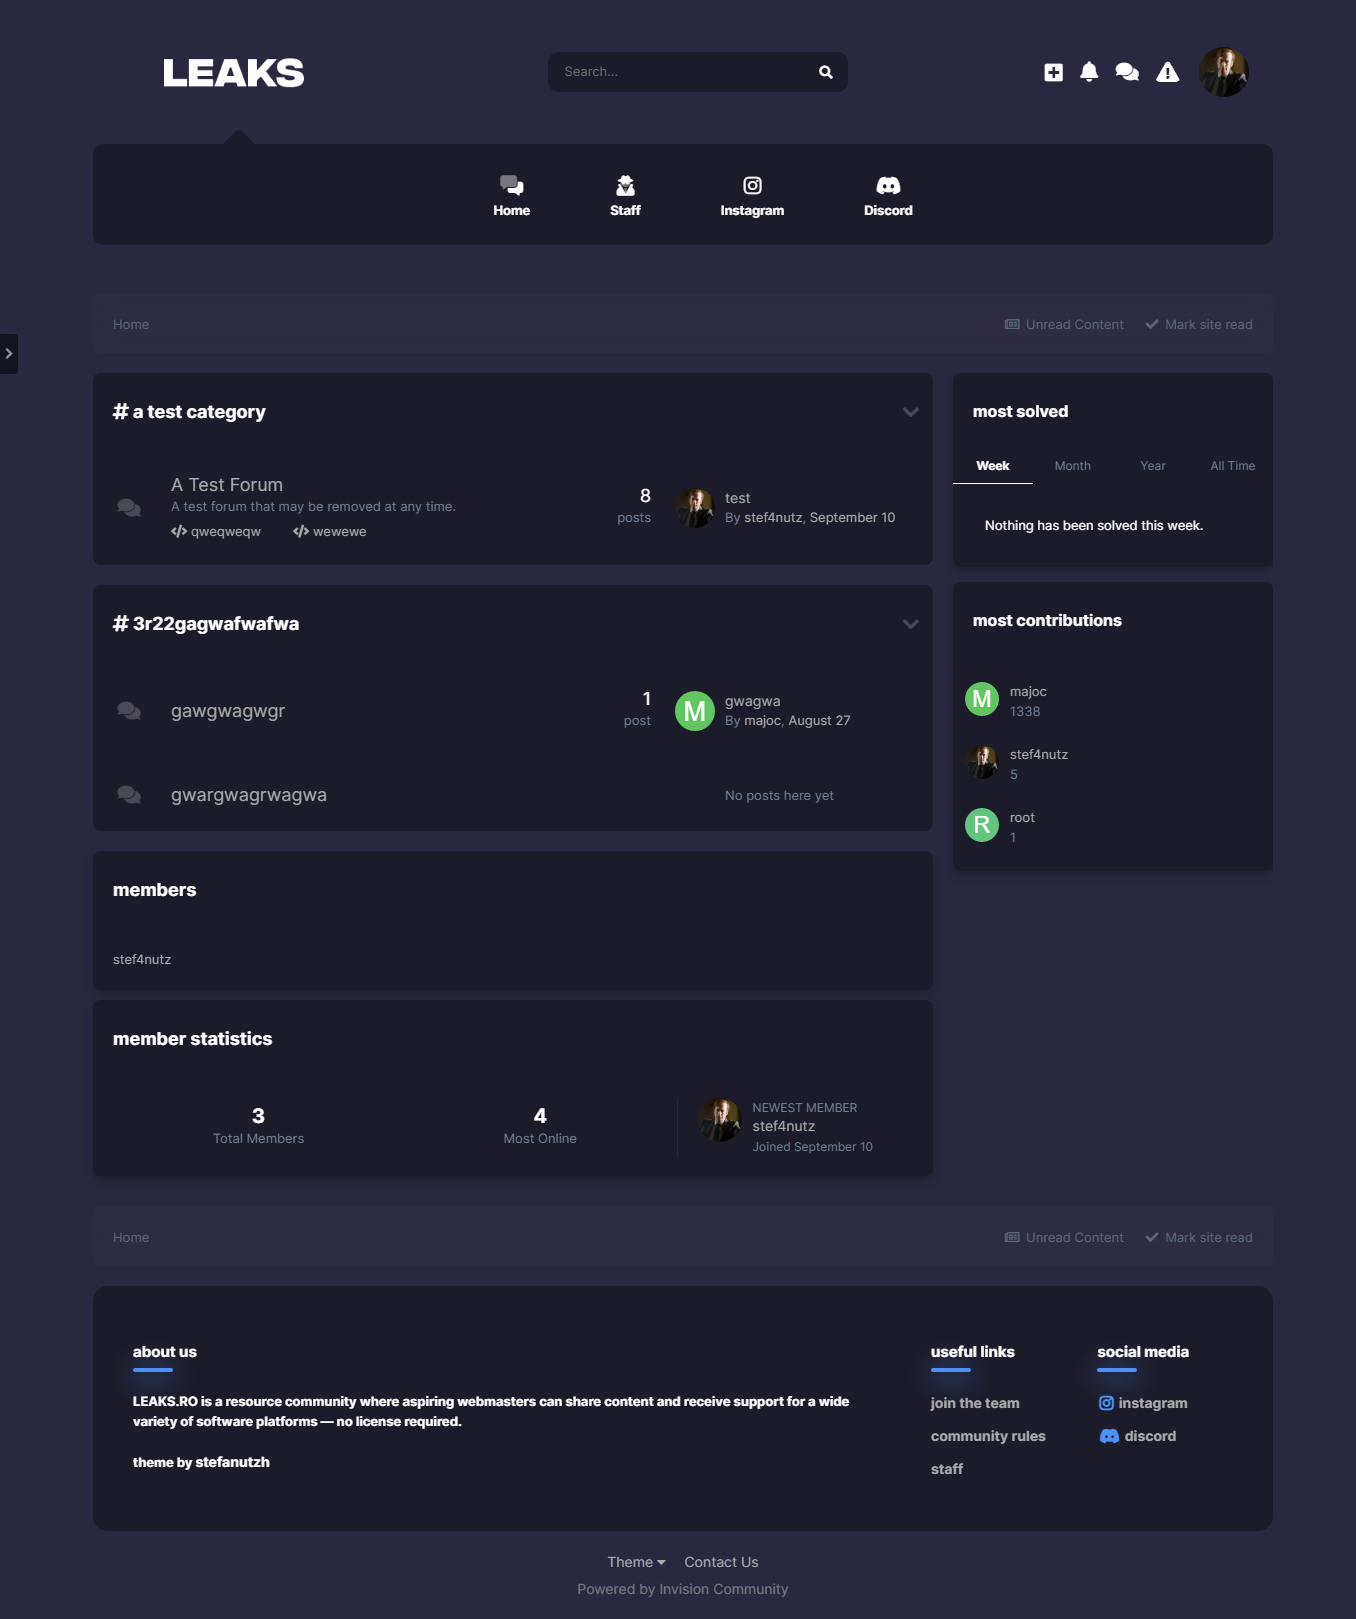 LEAKS
Search...
Home
Staff
Instagram
Discord
Home
Unread Content
Mark site read
# a test category
A Test Forum
A test forum that may be removed at any time.
qweqweqw
wewewe
8
posts
test
By stef4nutz, September 10
# 3r22gagwafwafwa
gawgwagwgr
1
post
M
gwagwa
By majoc, August 27
gwargwagrwagwa
No posts here yet
members
stef4nutz
member statistics
3
Total Members
4
Most Online
NEWEST MEMBER
stef4nutz
Joined September 10
most solved
Week
Month
Year
All Time
Nothing has been solved this week.
most contributions
M
majoc
1338
stef4nutz
5
R
root
1
Home
Unread Content
Mark site read
about us
LEAKS.RO is a resource community where aspiring webmasters can share content and receive support for a wide
variety of software platforms — no license required.
theme by stefanutzh
useful links
join the team
community rules
staff
social media
instagram
discord
Theme
Contact Us
Powered by Invision Community